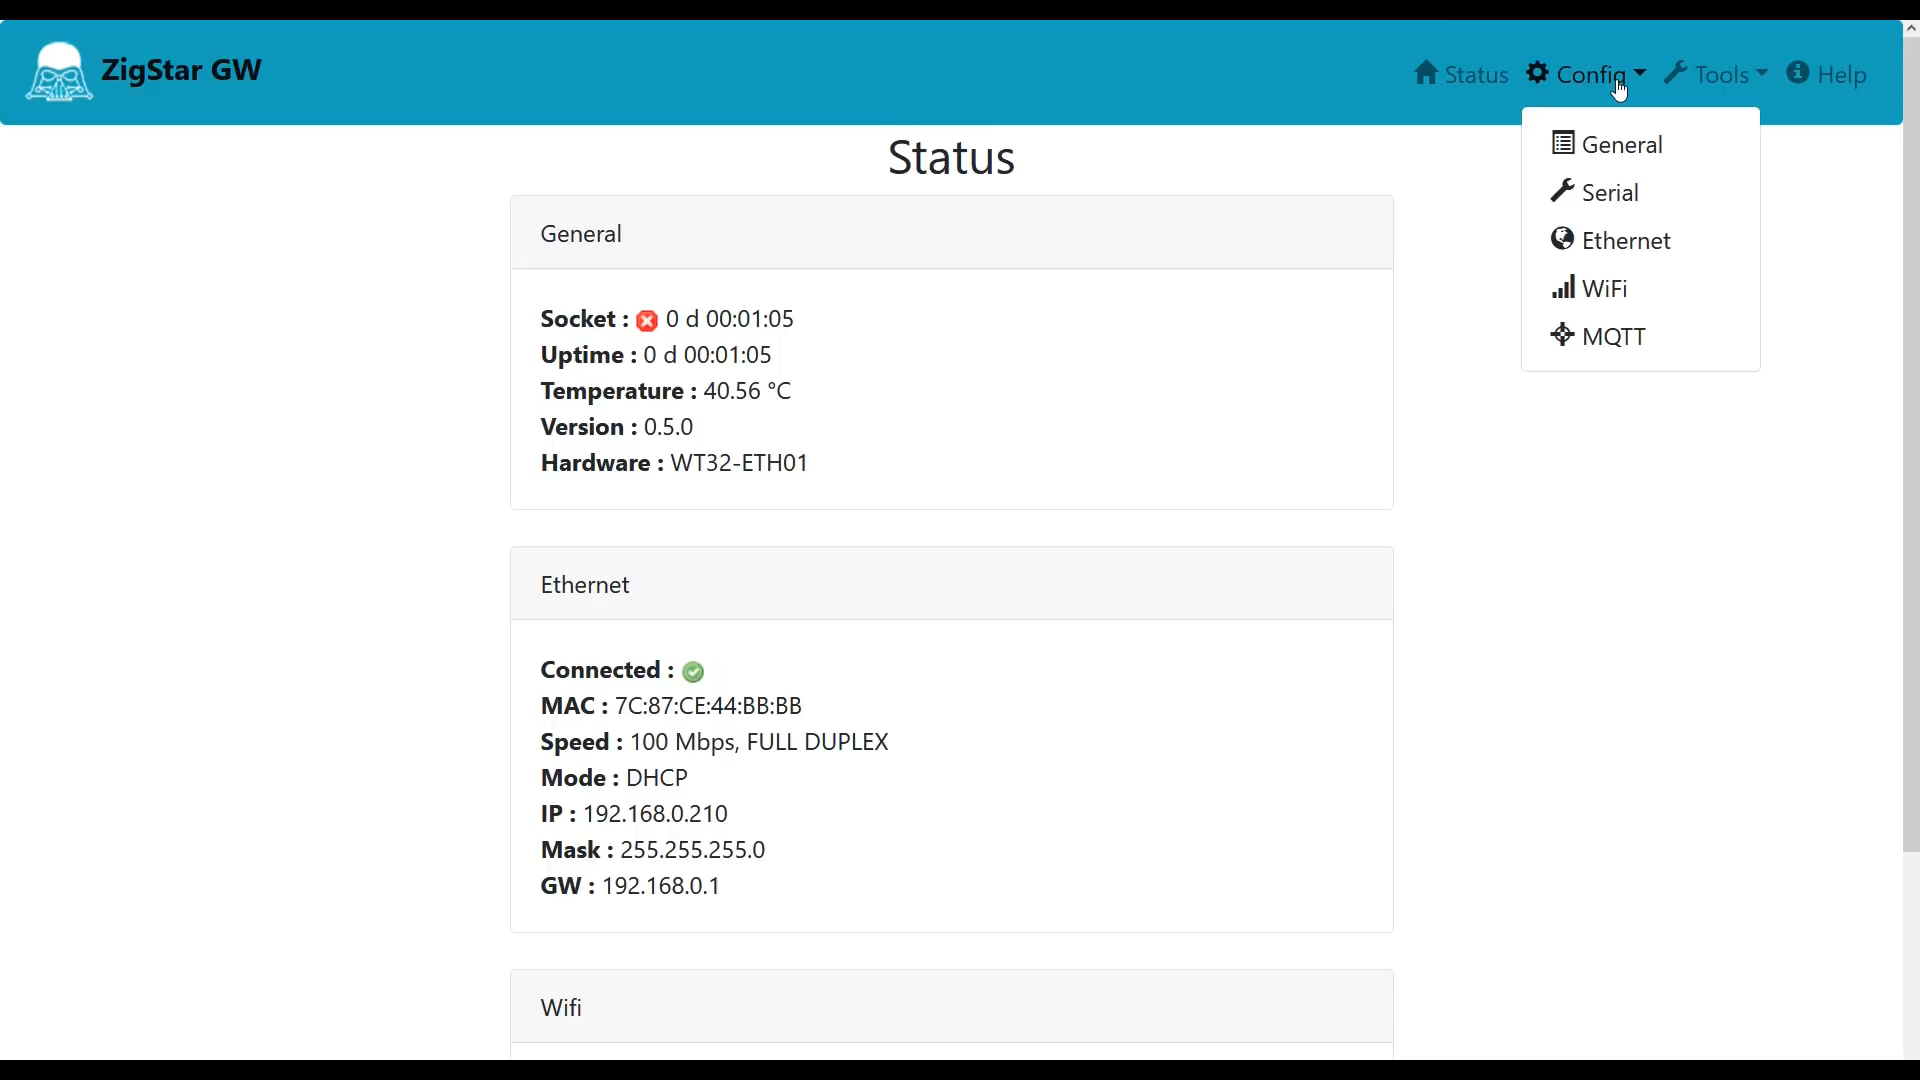 ZigStar GW
Status
Config
Tools
Help
General
Serial
Ethernet
WiFi
MQTT
Status
General
Socket : 0 d 00:01:05
Uptime : 0 d 00:01:05
Temperature : 40.56 °C
Version : 0.5.0
Hardware : WT32-ETH01
Ethernet
Connected :
MAC : 7C:87:CE:44:BB:BB
Speed : 100 Mbps, FULL DUPLEX
Mode : DHCP
IP : 192.168.0.210
Mask : 255.255.255.0
GW : 192.168.0.1
Wifi